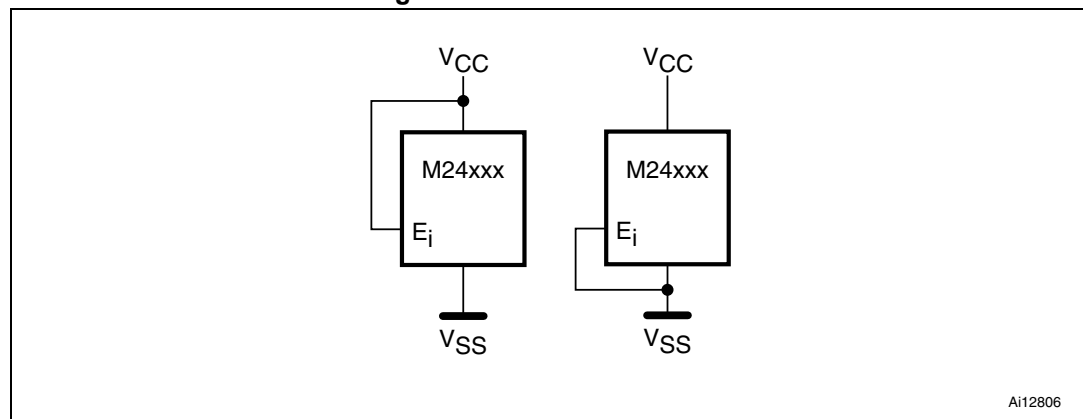 g
VCC
M24xxx
Ei
VSS
VCC
M24xxx
Ei
VSS
Ai12806